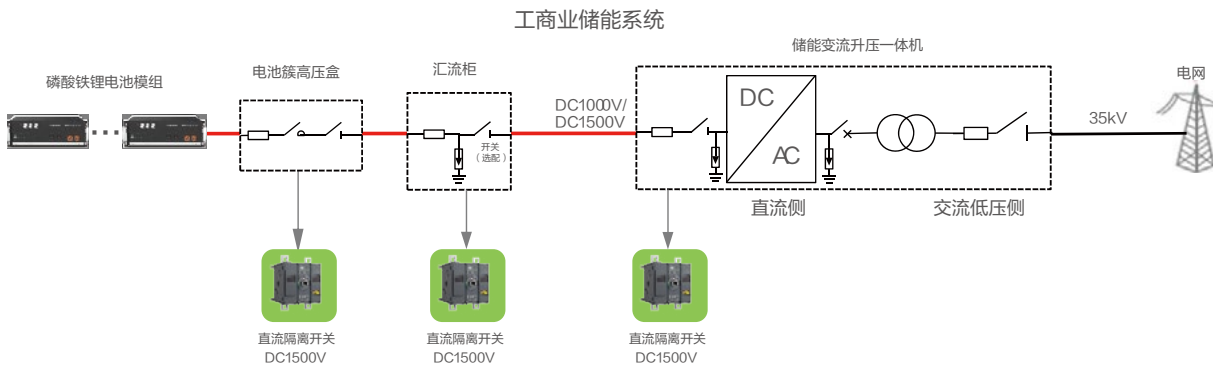 工商业储能系统
储能变流升压一体机
磷酸铁锂电池模组
电池簇高压盒
汇流柜
电网
DC1000V/
DC1500V
DC
AC
35kV
开关
（选配）
直流侧
交流低压侧
直流隔离开关
DC1500V
直流隔离开关
DC1500V
直流隔离开关
DC1500V